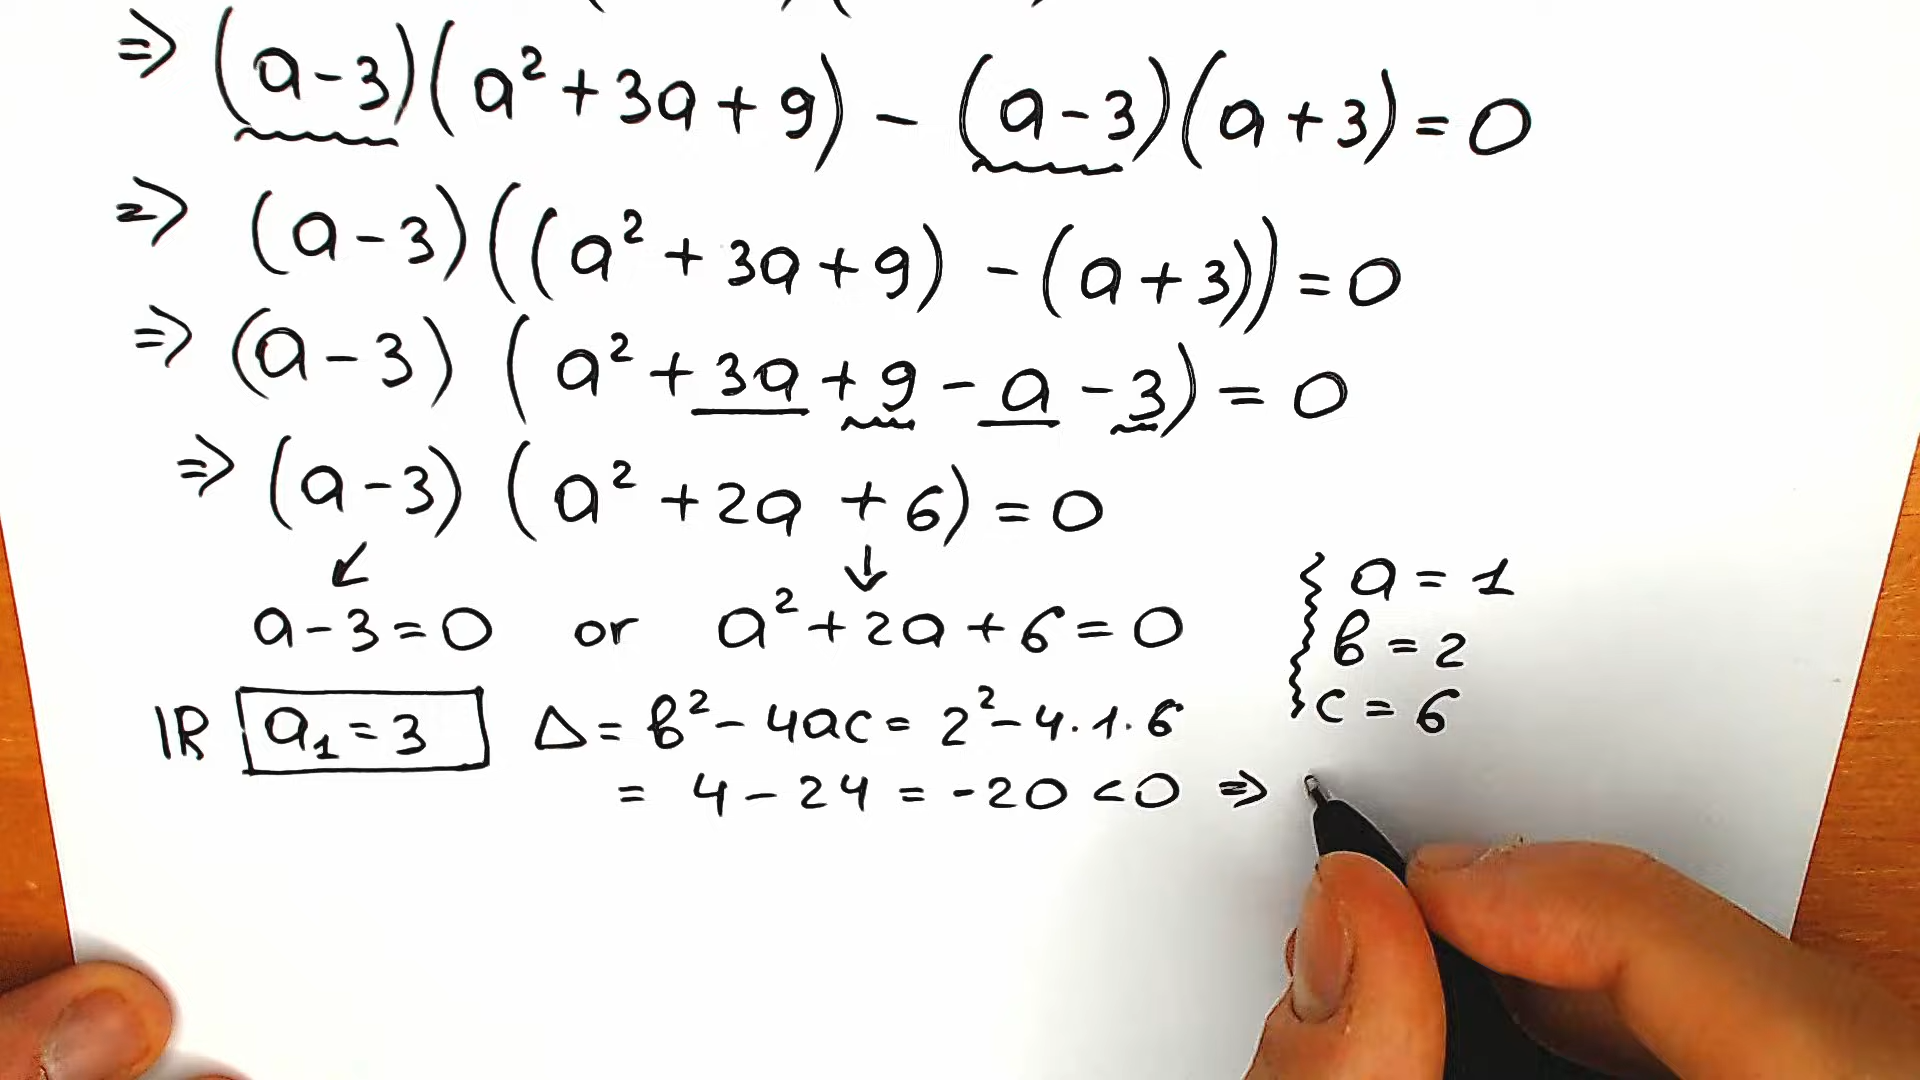 => (a-3)(a²+3a+9) - (a-3)(a+3) = 0
=> (a-3)((a²+3a+9) - (a+3)) = 0
=> (a-3) (a²+3a+9-a-3) = 0
=> (a-3) (a²+2a+6) = 0
↙ ↓
a-3=0 or a²+2a+6=0
a = 1
b = 2
c = 6
IR a₁=3 Δ = b²-4ac = 2²-4·1·6
= 4-24 = -20 <0 =>